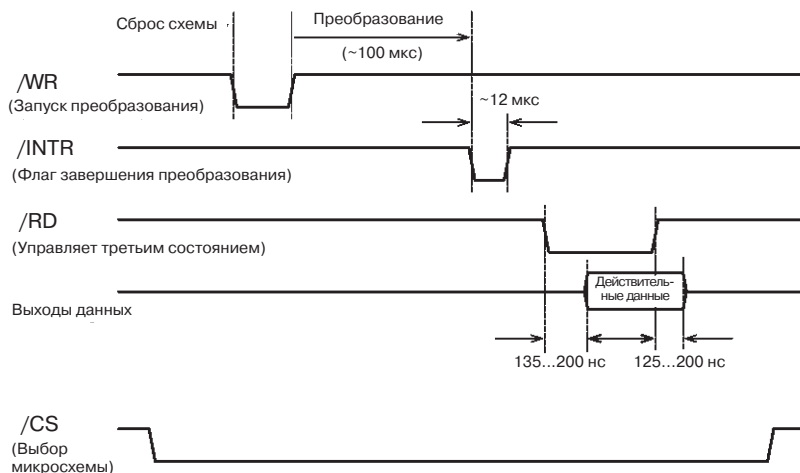 Сброс схемы
Преобразование
(~100 мкс)
/WR
(Запуск преобразования)
~12 мкс
/INTR
(Флаг завершения преобразования)
/RD
(Управляет третьим состоянием)
Действитель-
ные данные
Выходы данных
135...200 нс
125...200 нс
/CS
(Выбор
микросхемы)